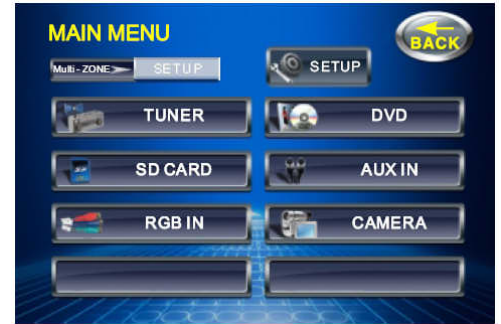 MAIN MENU
BACK
Multi-ZONE SETUP
SETUP
TUNER
DVD
SD CARD
AUX IN
RGB IN
CAMERA